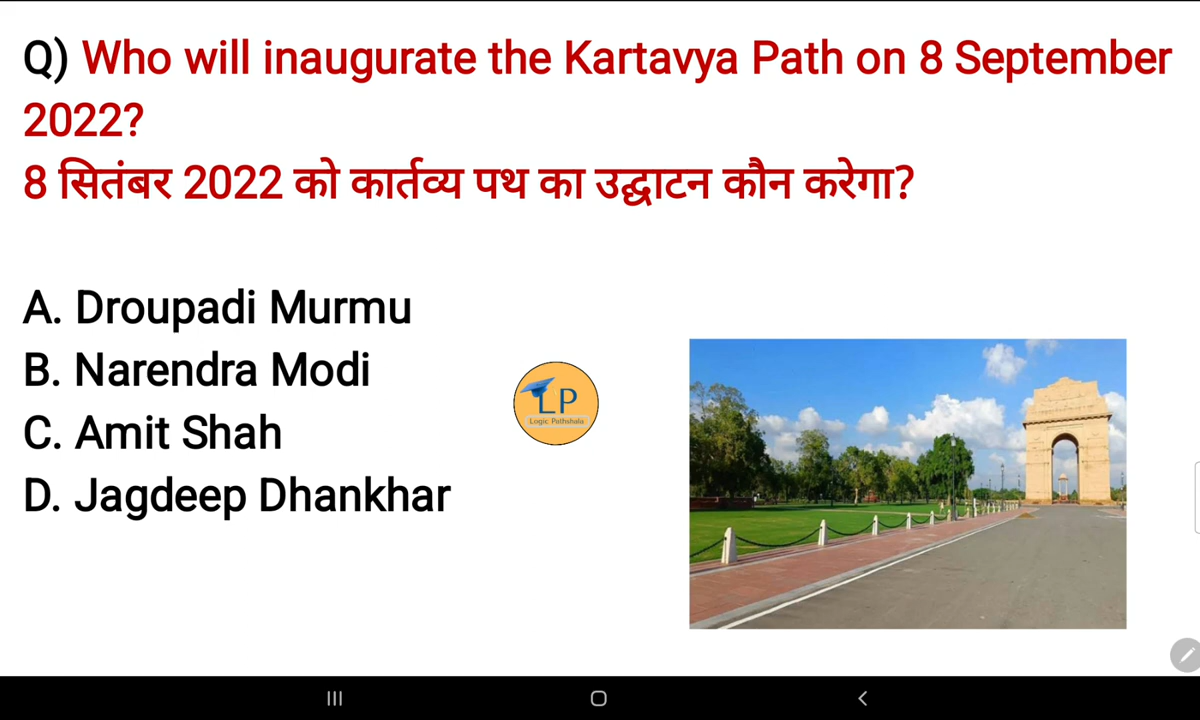 Q) Who will inaugurate the Kartavya Path on 8 September
2022?
8 सितंबर 2022 को कार्तव्य पथ का उद्घाटन कौन करेगा?
A. Droupadi Murmu
B. Narendra Modi
C. Amit Shah
D. Jagdeep Dhankhar
LP
Logic Pathshala